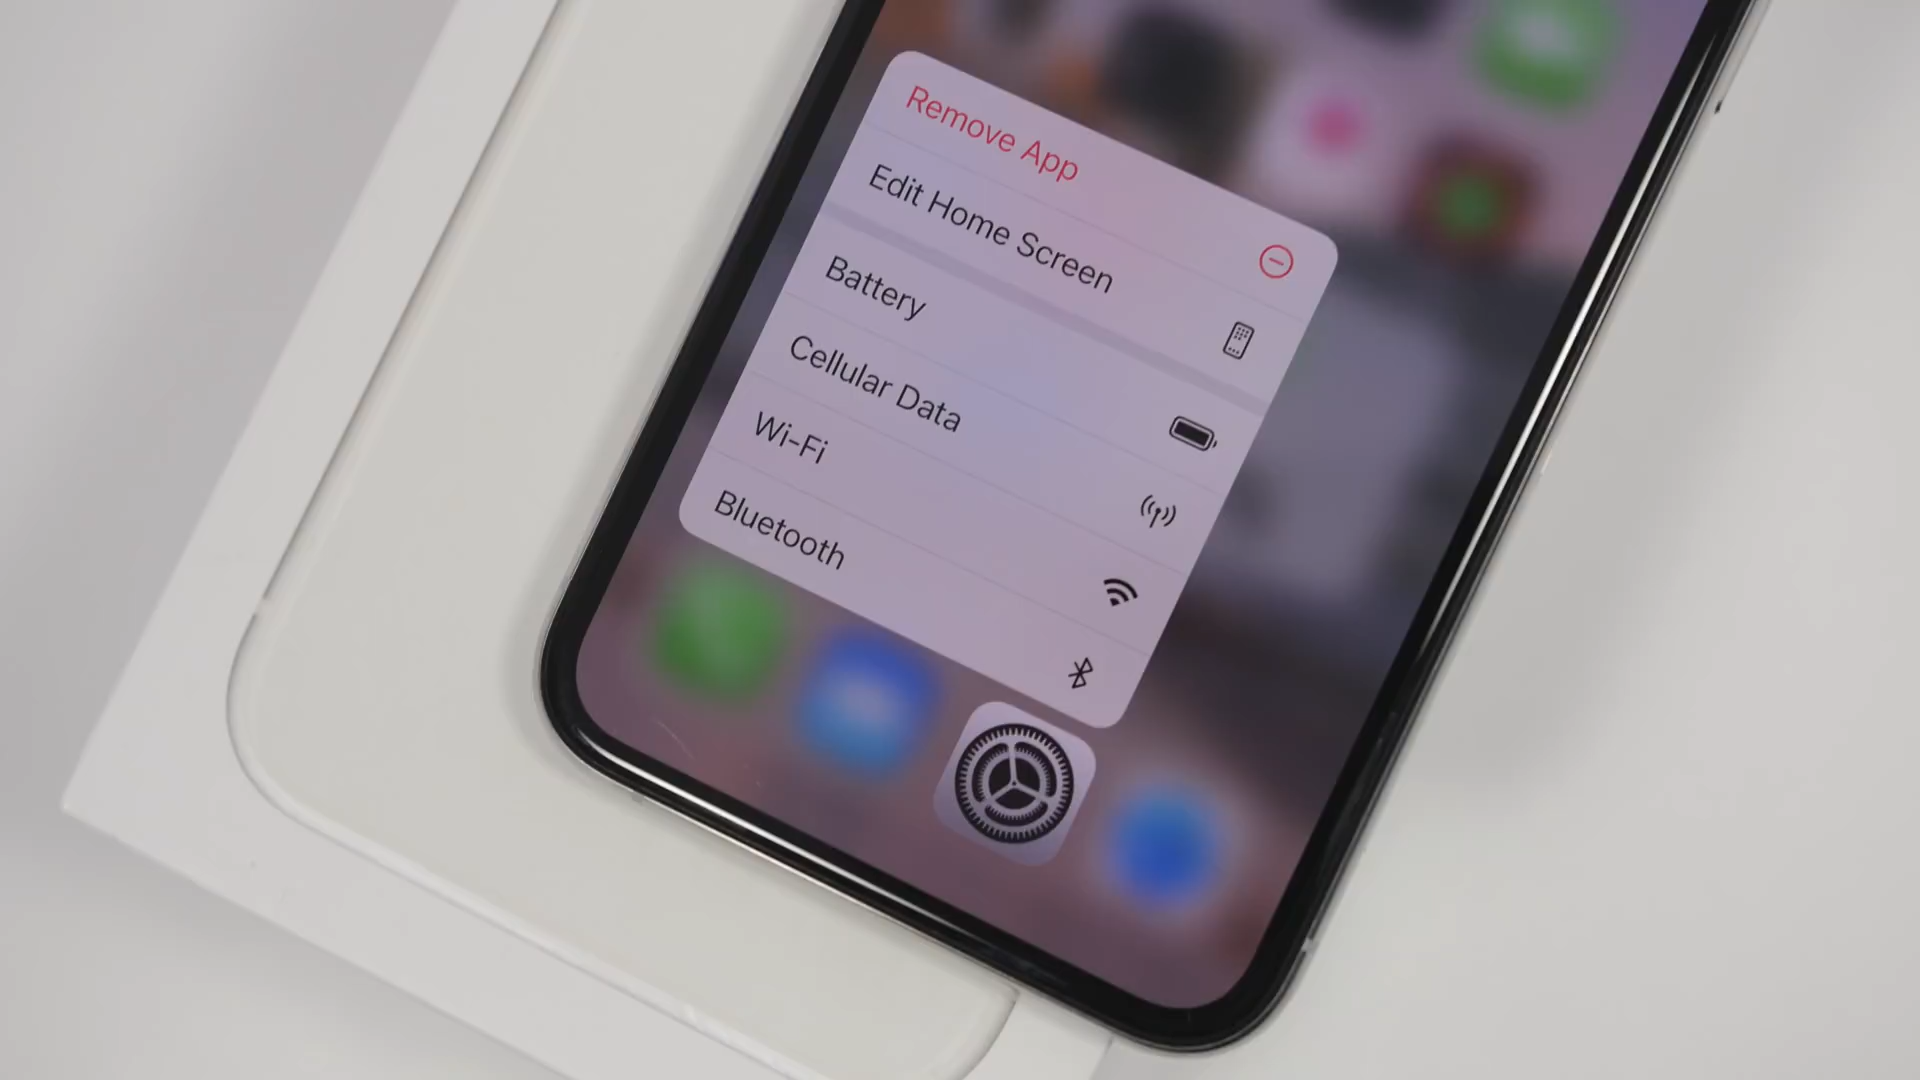 Remove App
Edit Home Screen
Battery
Cellular Data
Wi-Fi
Bluetooth